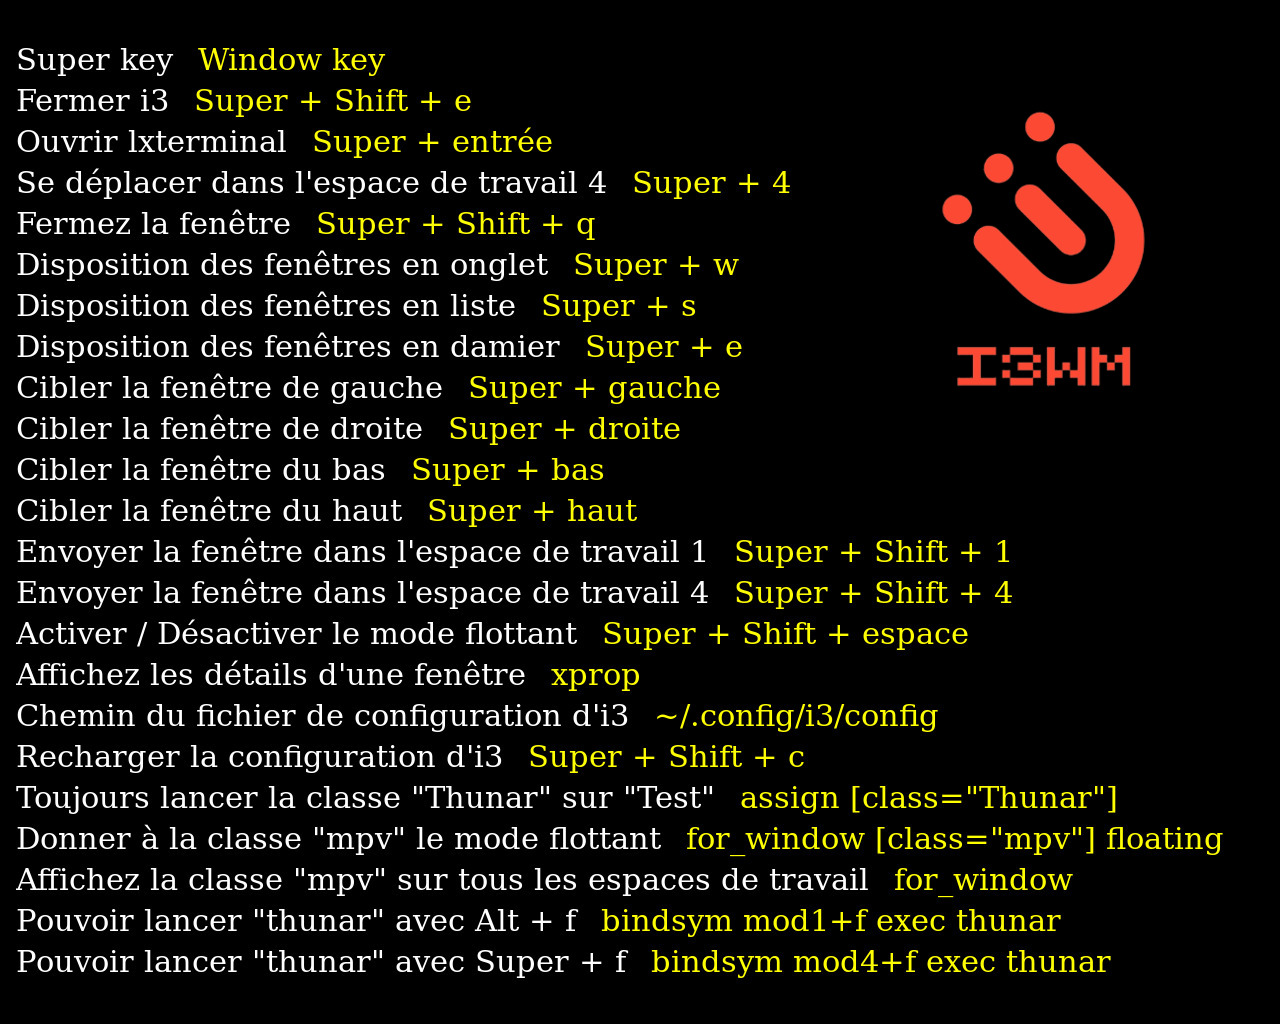 Super key Window key
Fermer i3 Super + Shift + e
Ouvrir lxterminal Super + entrée
Se déplacer dans l'espace de travail 4 Super + 4
Fermez la fenêtre Super + Shift + q
Disposition des fenêtres en onglet Super + w
Disposition des fenêtres en liste Super + s
Disposition des fenêtres en damier Super + e
Cibler la fenêtre de gauche Super + gauche
Cibler la fenêtre de droite Super + droite
Cibler la fenêtre du bas Super + bas
Cibler la fenêtre du haut Super + haut
Envoyer la fenêtre dans l'espace de travail 1 Super + Shift + 1
Envoyer la fenêtre dans l'espace de travail 4 Super + Shift + 4
Activer / Désactiver le mode flottant Super + Shift + espace
Affichez les détails d'une fenêtre xprop
Chemin du fichier de configuration d'i3 ~/.config/i3/config
Recharger la configuration d'i3 Super + Shift + c
Toujours lancer la classe "Thunar" sur "Test" assign [class="Thunar"]
Donner à la classe "mpv" le mode flottant for_window [class="mpv"] floating
Affichez la classe "mpv" sur tous les espaces de travail for_window
Pouvoir lancer "thunar" avec Alt + f bindsym mod1+f exec thunar
Pouvoir lancer "thunar" avec Super + f bindsym mod4+f exec thunar
I3WM